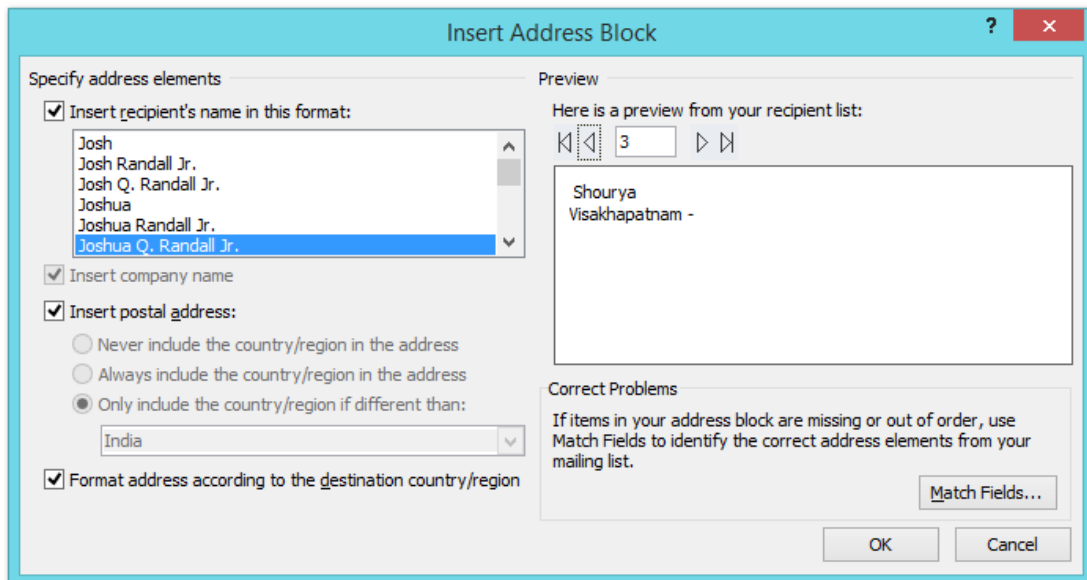 Insert Address Block
? ×
Specify address elements
Insert recipient's name in this format:
Josh
Josh Randall Jr.
Josh Q. Randall Jr.
Joshua
Joshua Randall Jr.
Joshua Q. Randall Jr.
Insert company name
Insert postal address:
Never include the country/region in the address
Always include the country/region in the address
Only include the country/region if different than:
India
Format address according to the destination country/region
Preview
Here is a preview from your recipient list:
3
Shourya
Visakhapatnam -
Correct Problems
If items in your address block are missing or out of order, use
Match Fields to identify the correct address elements from your
mailing list.
Match Fields...
OK
Cancel